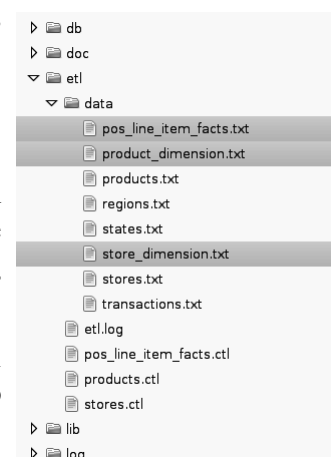 db
doc
etl
data
pos_line_item_facts.txt
product_dimension.txt
products.txt
regions.txt
states.txt
store_dimension.txt
stores.txt
transactions.txt
etl.log
pos_line_item_facts.ctl
products.ctl
stores.ctl
lib
log